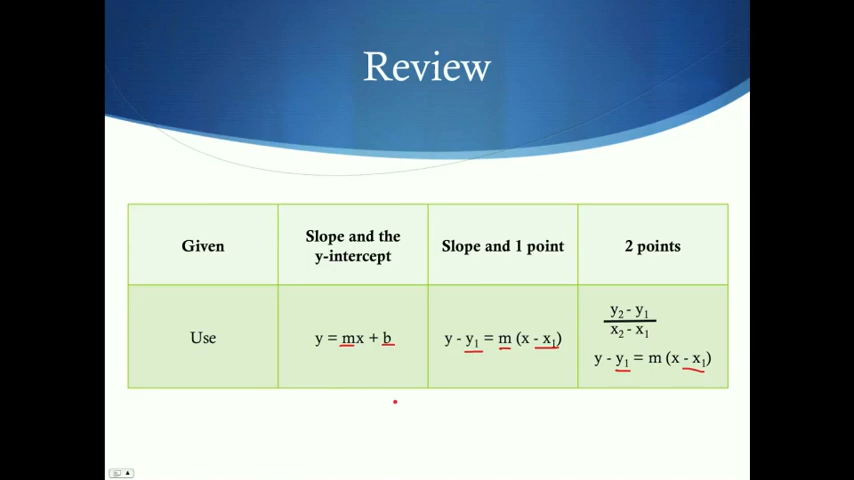 Review
Given
Slope and the
y-intercept
Slope and 1 point
2 points
Use
y = mx + b
y - y₁ = m (x - x₁)
y₂ - y₁
x₂ - x₁
y - y₁ = m (x - x₁)